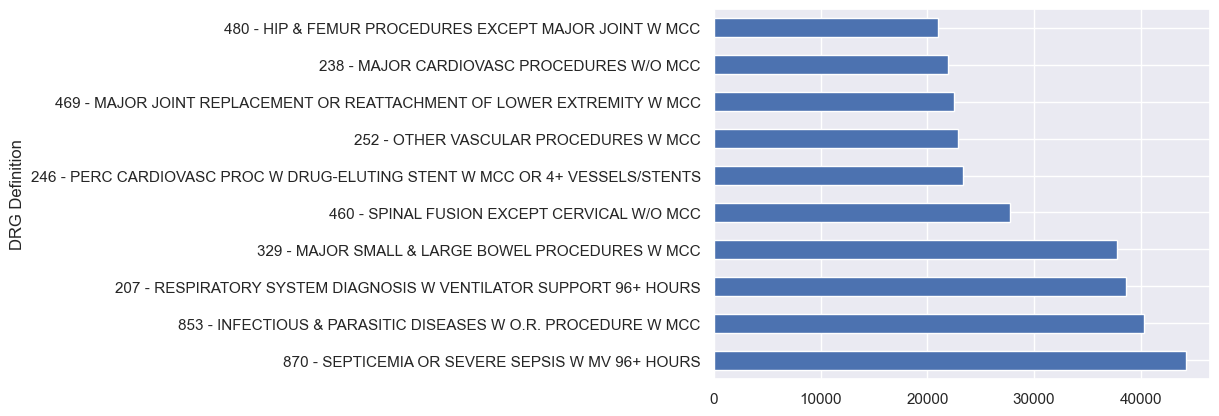 480 - HIP & FEMUR PROCEDURES EXCEPT MAJOR JOINT W MCC
238 - MAJOR CARDIOVASC PROCEDURES W/O MCC
469 - MAJOR JOINT REPLACEMENT OR REATTACHMENT OF LOWER EXTREMITY W MCC
252 - OTHER VASCULAR PROCEDURES W MCC
246 - PERC CARDIOVASC PROC W DRUG-ELUTING STENT W MCC OR 4+ VESSELS/STENTS
460 - SPINAL FUSION EXCEPT CERVICAL W/O MCC
329 - MAJOR SMALL & LARGE BOWEL PROCEDURES W MCC
207 - RESPIRATORY SYSTEM DIAGNOSIS W VENTILATOR SUPPORT 96+ HOURS
853 - INFECTIOUS & PARASITIC DISEASES W O.R. PROCEDURE W MCC
870 - SEPTICEMIA OR SEVERE SEPSIS W MV 96+ HOURS
DRG Definition
0 10000 20000 30000 40000